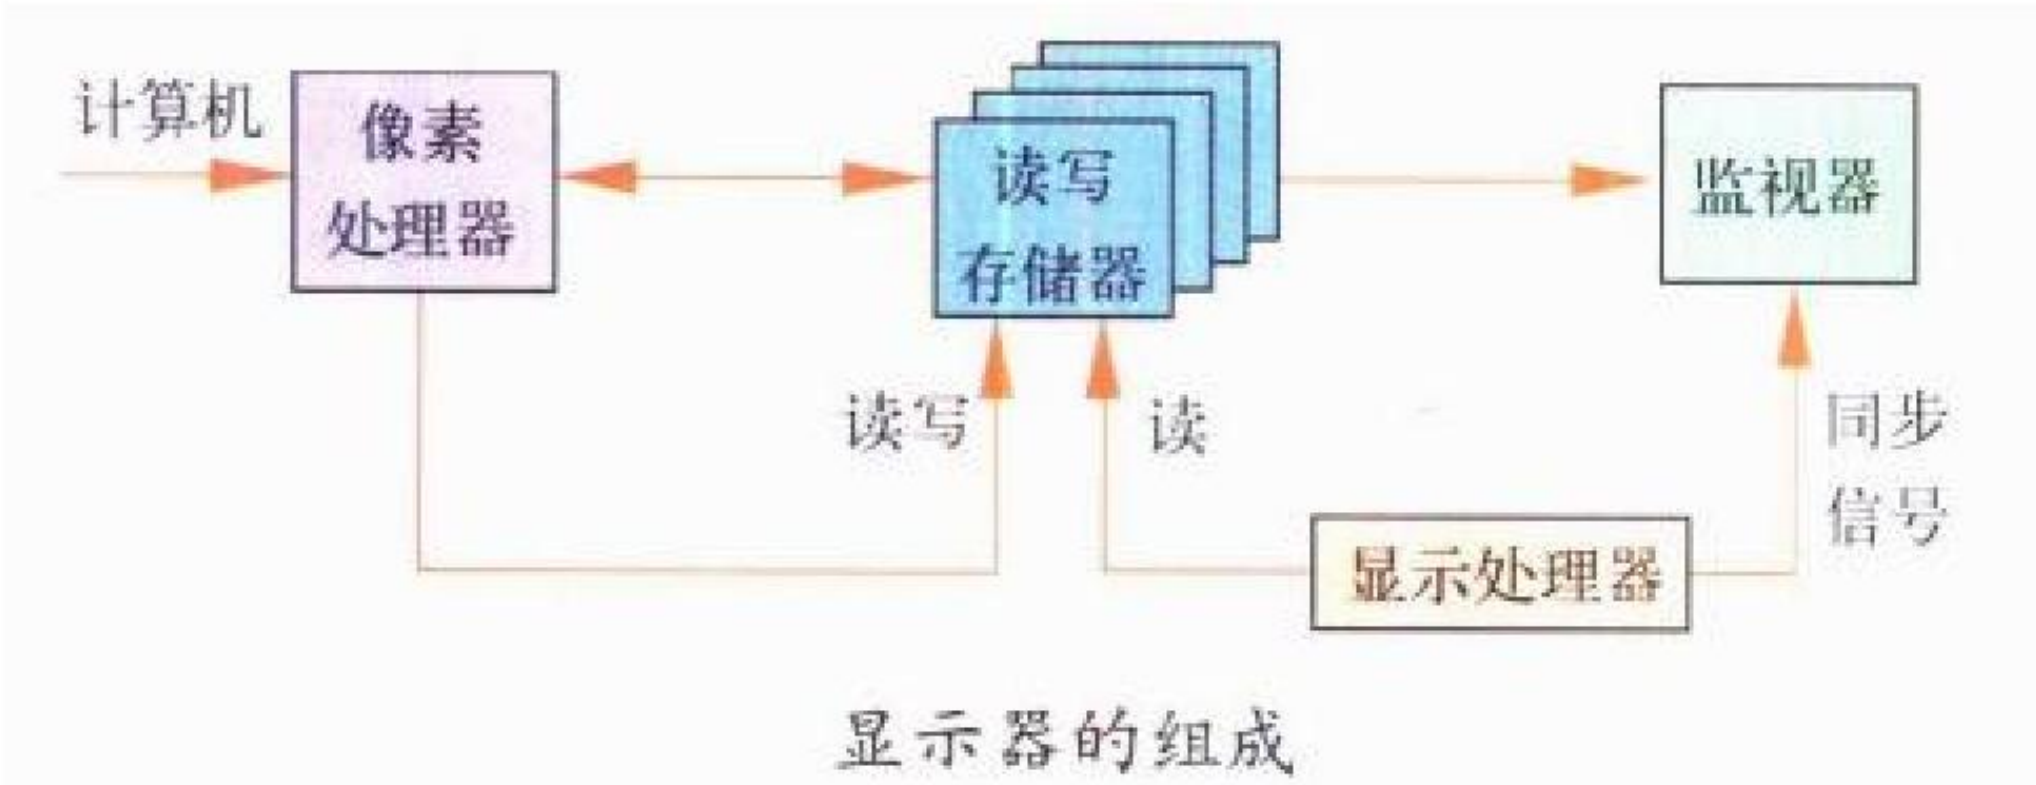 计算机
像素
处理器
读写
存储器
监视器
读写
读
同步
信号
显示处理器
显示器的组成